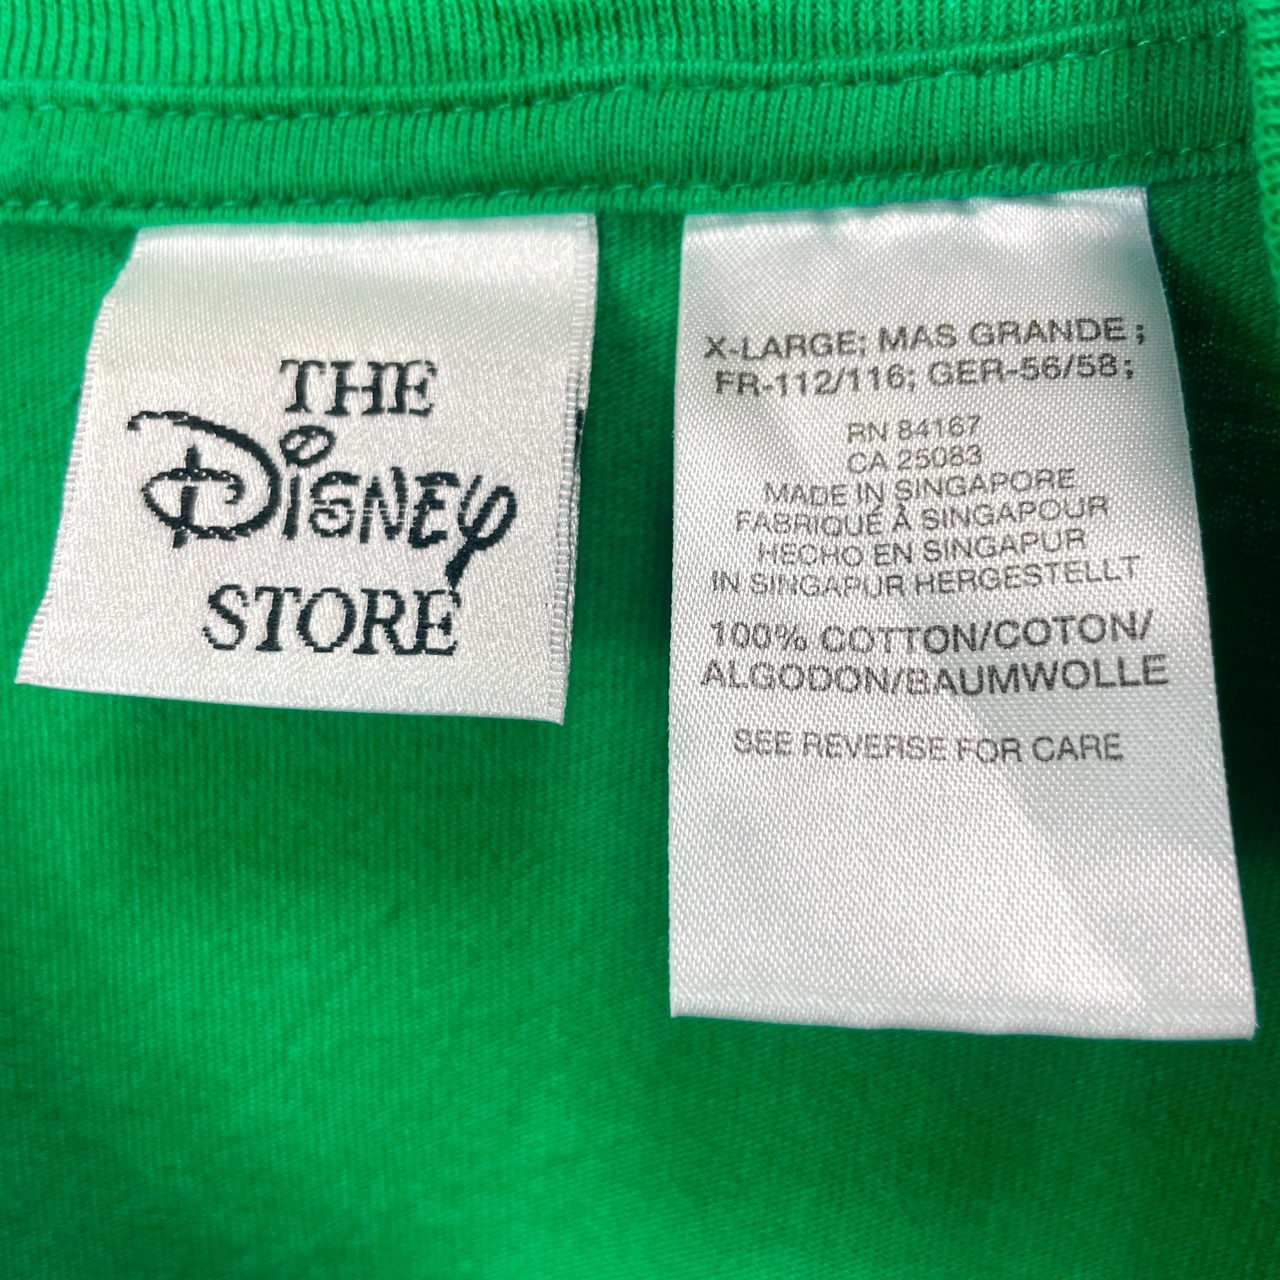 THE
Disney
STORE
X-LARGE; MAS GRANDE;
FR-112/116; GER-56/58;
RN 84167
CA 25083
MADE IN SINGAPORE
FABRIQUÉ À SINGAPOUR
HECHO EN SINGAPUR
IN SINGAPUR HERGESTELLT
100% COTTON/COTON/
ALGODON/BAUMWOLLE
SEE REVERSE FOR CARE